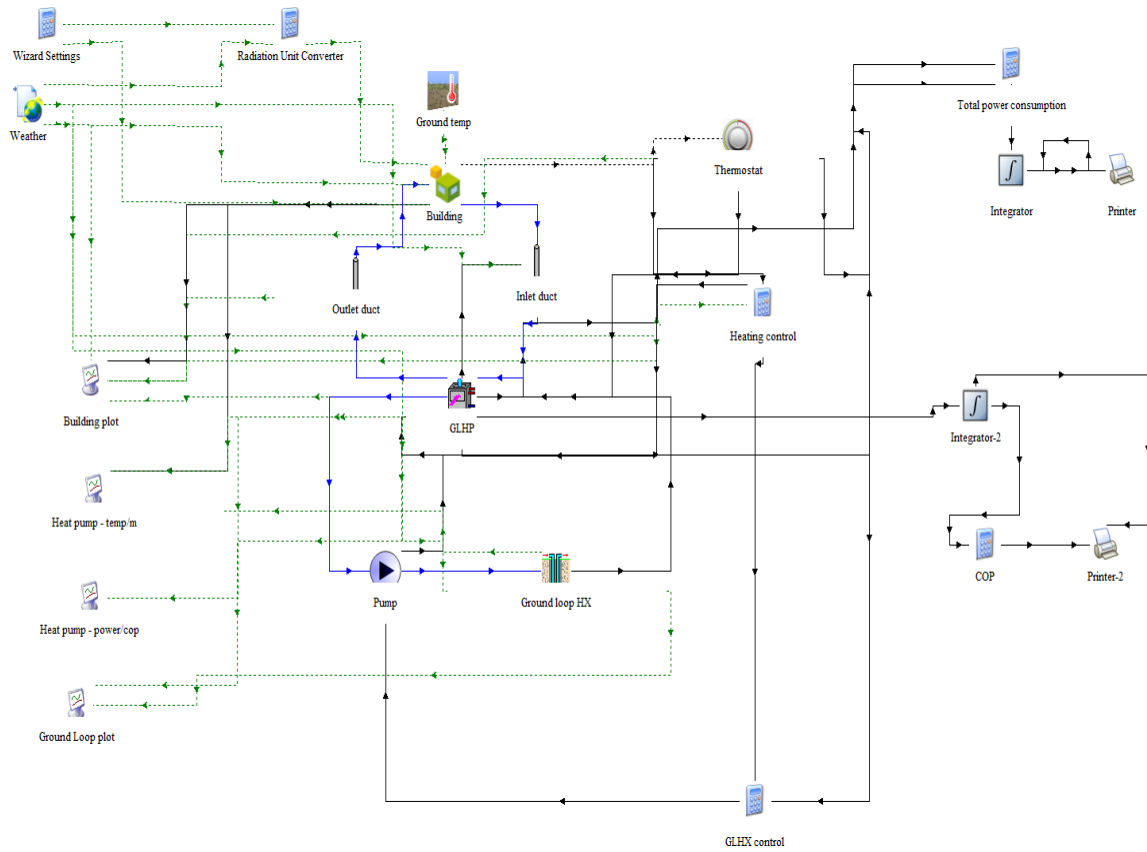 Wizard Settings
Radiation Unit Converter
Weather
Ground temp
Total power consumption
Thermostat
Building
Integrator
Printer
Outlet duct
Inlet duct
Heating control
Building plot
GLHP
Integrator-2
Heat pump - temp/m
COP
Printer-2
Pump
Ground loop HX
Heat pump - power/cop
Ground Loop plot
GLHX control